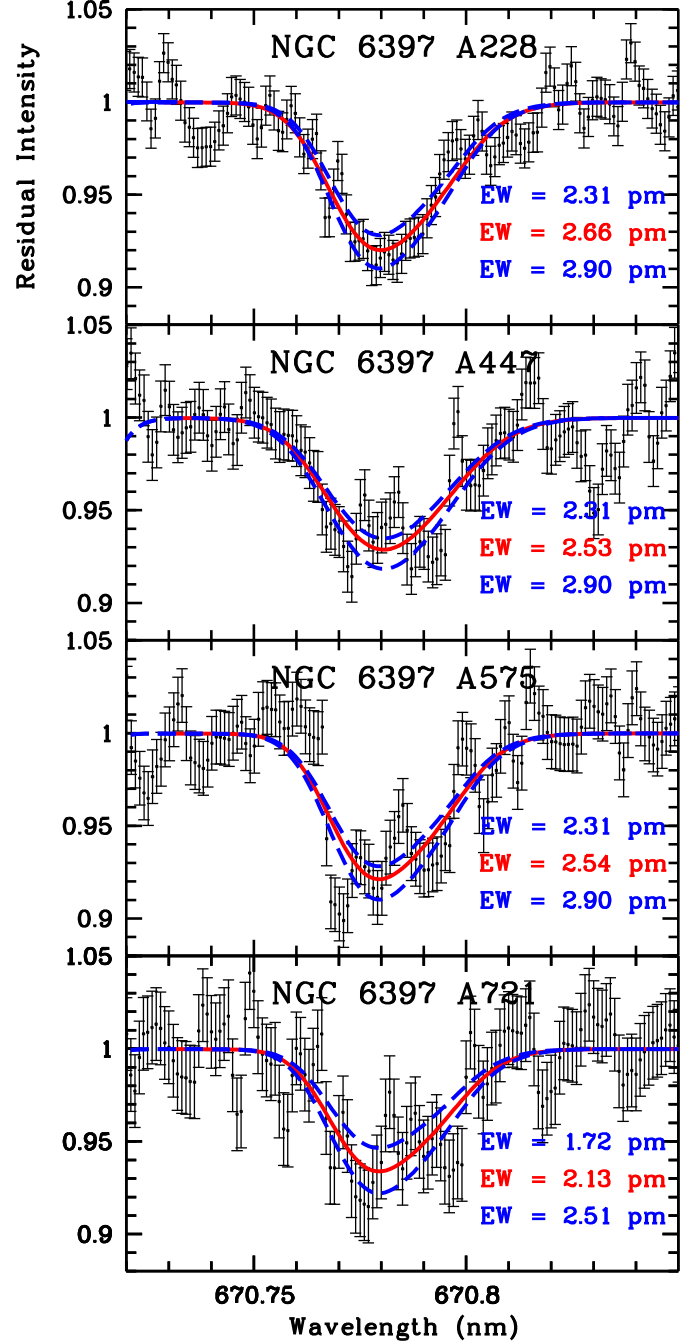 1.05
NGC 6397 A228
1
0.95
0.9
EW = 2.31 pm
EW = 2.66 pm
EW = 2.90 pm
Residual Intensity
1.05
NGC 6397 A447
1
0.95
0.9
EW = 2.31 pm
EW = 2.53 pm
EW = 2.90 pm
1.05
NGC 6397 A575
1
0.95
0.9
EW = 2.31 pm
EW = 2.54 pm
EW = 2.90 pm
1.05
NGC 6397 A721
1
0.95
0.9
EW = 1.72 pm
EW = 2.13 pm
EW = 2.51 pm
670.75 670.8
Wavelength (nm)